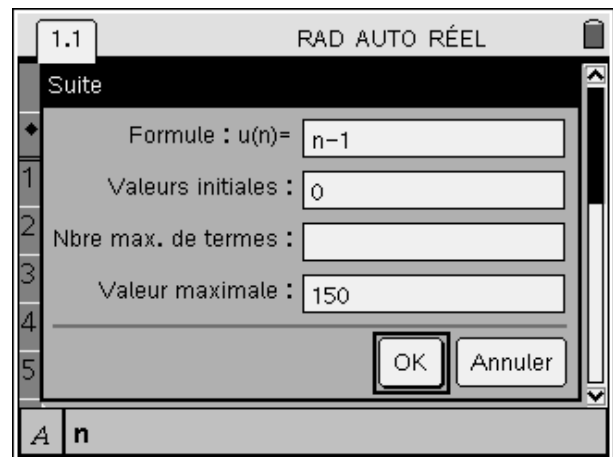 1.1 RAD AUTO RÉEL
Suite
Formule : u(n)= n-1
1 Valeurs initiales : 0
2 Nbre max. de termes :
3 Valeur maximale : 150
4
5 OK Annuler
A n